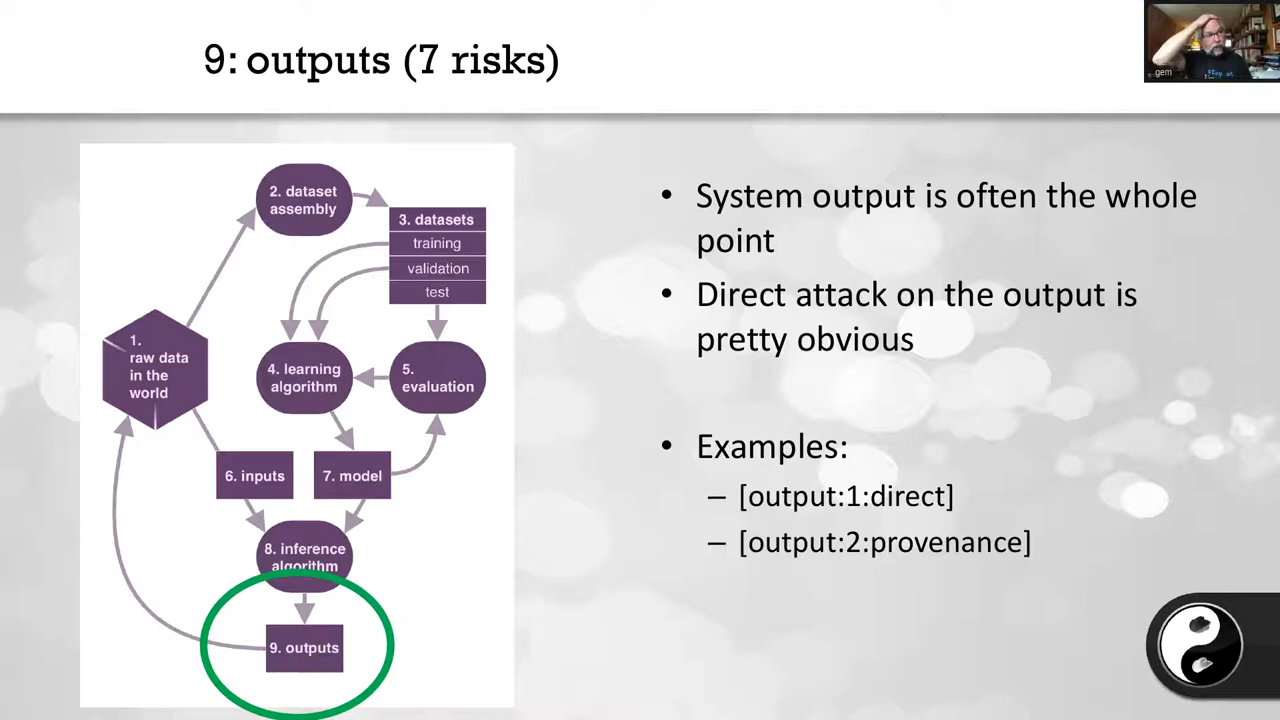 9: outputs (7 risks)
gem
2. dataset
assembly
3. datasets
training
validation
test
1.
raw data
in the
world
4. learning
algorithm
5.
evaluation
6. inputs
7. model
8. inference
algorithm
9. outputs
• System output is often the whole
point
• Direct attack on the output is
pretty obvious
• Examples:
– [output:1:direct]
– [output:2:provenance]